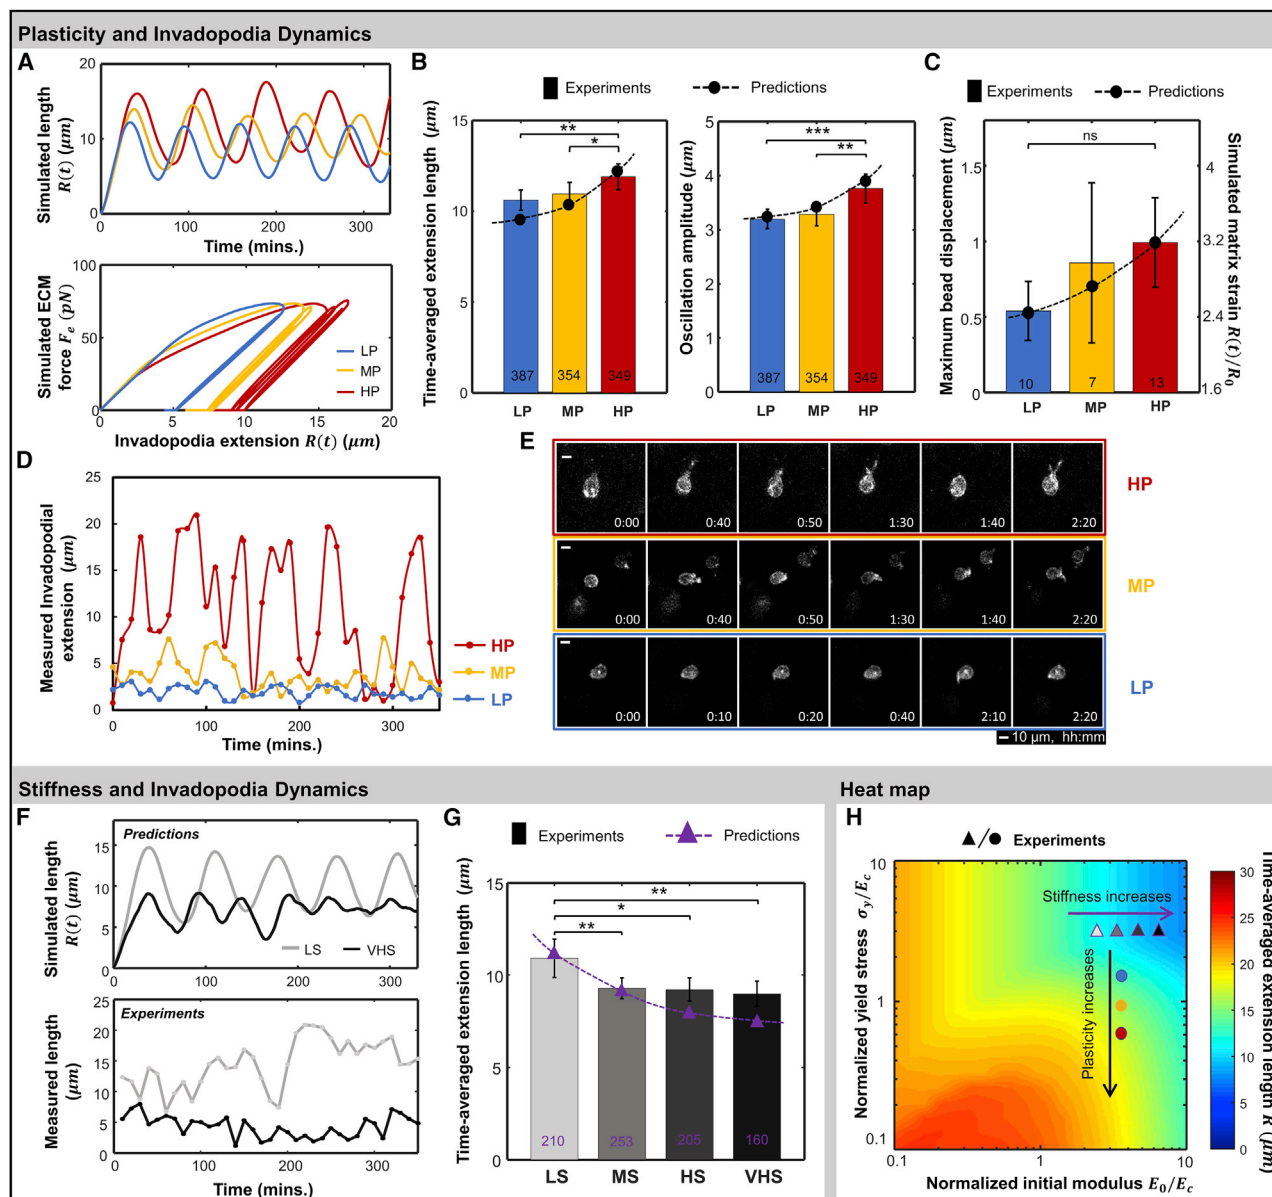 Plasticity and Invadopodia Dynamics
A
Simulated length
R(t) (μm)
20
10
0
0
100
200
300
Time (mins.)
Simulated ECM
force Fe (pN)
100
50
0
LP
MP
HP
0
5
10
15
20
Invadopodia extension R(t) (μm)
B
Experiments
Predictions
Time-averaged extension length (μm)
15
10
5
0
**
*
387
354
349
LP
MP
HP
Oscillation amplitude (μm)
5
4
3
2
1
0
***
**
387
354
349
LP
MP
HP
C
Experiments
Predictions
Maximum bead displacement (μm)
1.5
1
0.5
0
ns
10
7
13
LP
MP
HP
4
3.2
2.4
1.6
Simulated matrix strain R(t)/R0
D
Measured Invadopodial
extension (μm)
25
20
15
10
5
0
0
100
200
300
Time (mins.)
HP
MP
LP
E
0:00
0:40
0:50
1:30
1:40
2:20
HP
0:00
0:40
0:50
1:30
1:40
2:20
MP
0:00
0:10
0:20
0:40
2:10
2:20
LP
10 μm, hh:mm
Stiffness and Invadopodia Dynamics
F
Predictions
Simulated length
R(t) (μm)
15
10
5
0
LS
VHS
0
100
200
300
Experiments
Measured length
(μm)
25
20
15
10
5
0
0
100
200
300
Time (mins.)
G
Experiments
Predictions
Time-averaged extension length (μm)
15
10
5
0
**
*
**
210
253
205
160
LS
MS
HS
VHS
Heat map
H
Experiments
Normalized yield stress σy/Ec
10
1
0.1
Stiffness increases
Plasticity increases
0.1
1
10
Normalized initial modulus E0/Ec
30
25
20
15
10
5
0
Time-averaged extension length R (μm)